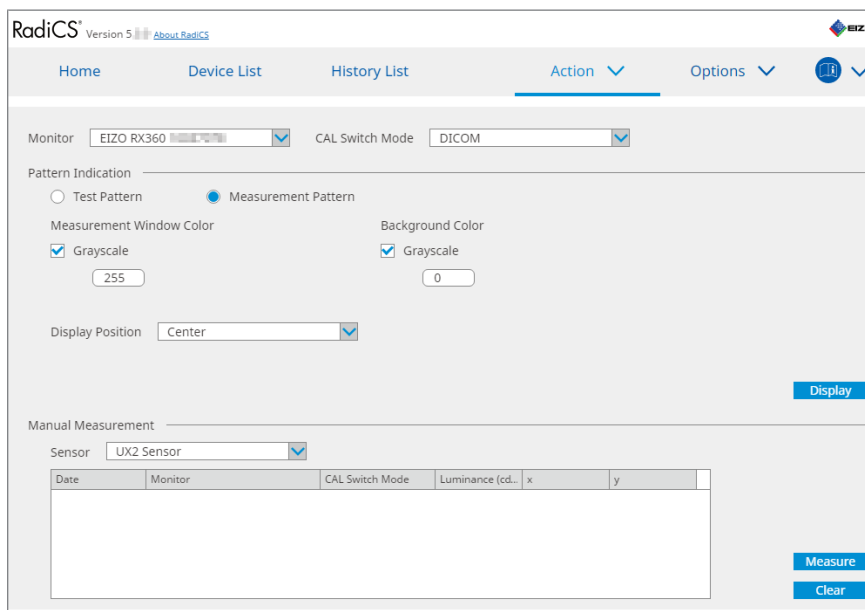 RadiCS® Version 5. About RadiCS EIZ
Home Device List History List Action Options
Monitor EIZO RX360 CAL Switch Mode DICOM
Pattern Indication
Test Pattern Measurement Pattern
Measurement Window Color Background Color
Grayscale Grayscale
255 0
Display Position Center
Display
Manual Measurement
Sensor UX2 Sensor
Date Monitor CAL Switch Mode Luminance (cd... x y
Measure
Clear